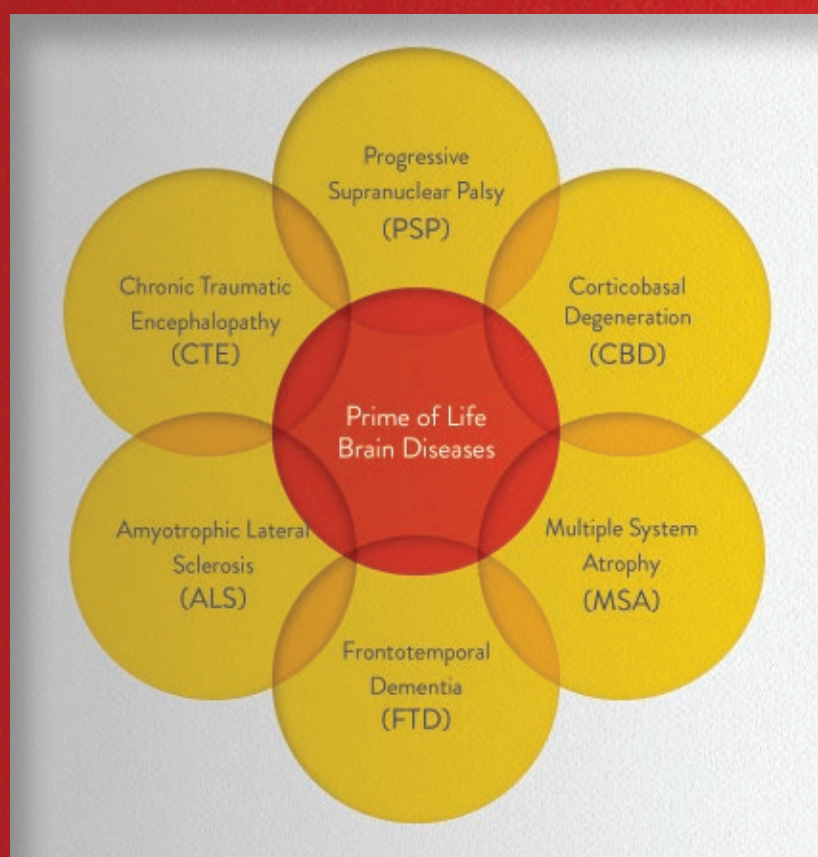 Progressive
Supranuclear Palsy
(PSP)
Chronic Traumatic
Encephalopathy
(CTE)
Corticobasal
Degeneration
(CBD)
Prime of Life
Brain Diseases
Amyotrophic Lateral
Sclerosis
(ALS)
Multiple System
Atrophy
(MSA)
Frontotemporal
Dementia
(FTD)